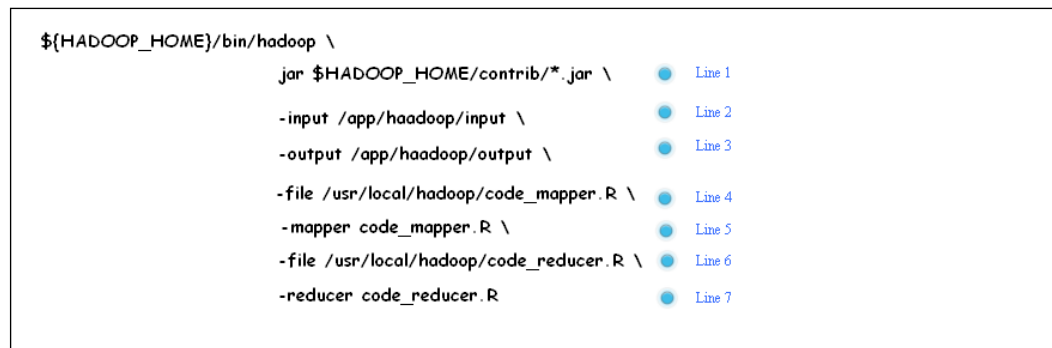 ${HADOOP_HOME}/bin/hadoop \
jar $HADOOP_HOME/contrib/*.jar \ Line 1
-input /app/haadoop/input \ Line 2
-output /app/haadoop/output \ Line 3
-file /usr/local/hadoop/code_mapper.R \ Line 4
-mapper code_mapper.R \ Line 5
-file /usr/local/hadoop/code_reducer.R \ Line 6
-reducer code_reducer.R Line 7